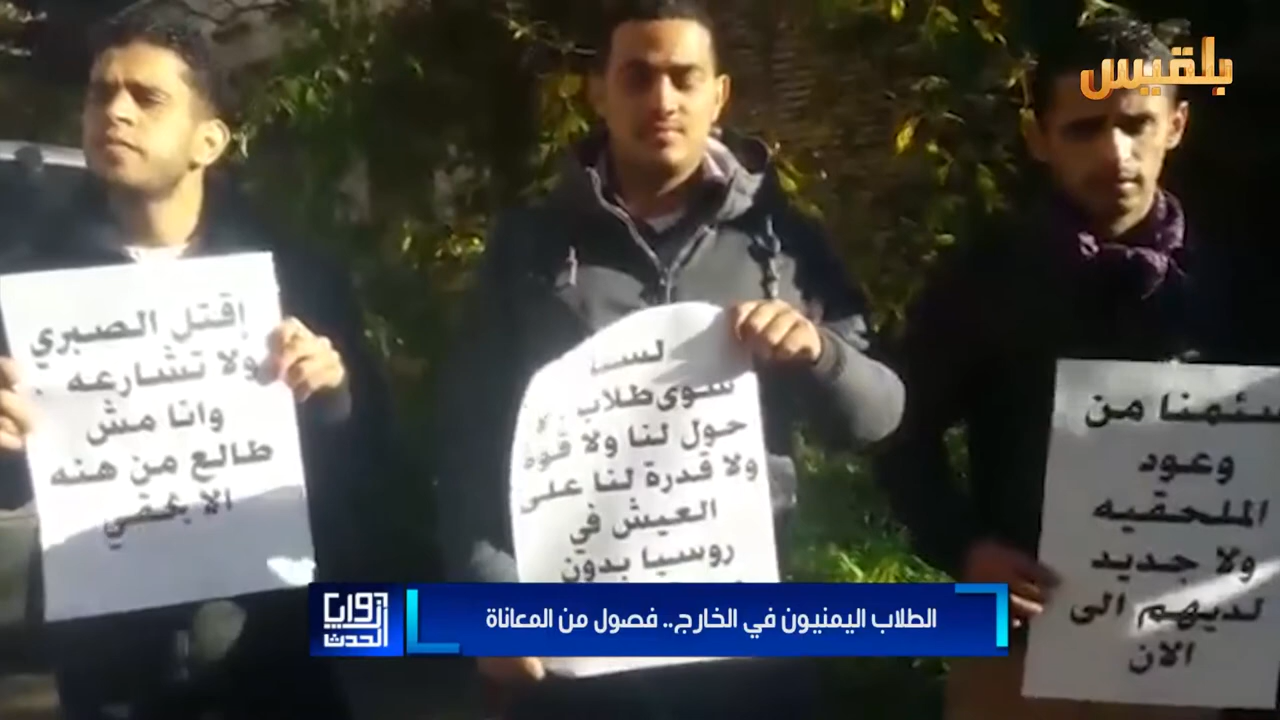 بلقيس
إقتل الصبري
ولا تشارعه .
وانا مش
طالع من هنه
الا بحقي
لسنا
سوى طلاب لا
حول لنا ولا قوة
ولا قدرة لنا على
العيش في
روسيا بدون
سئمنا من
وعود
الملحقيه
ولا جديد
لديهم الى
الان
زوايا
الحدث
الطلاب اليمنيون في الخارج.. فصول من المعاناة